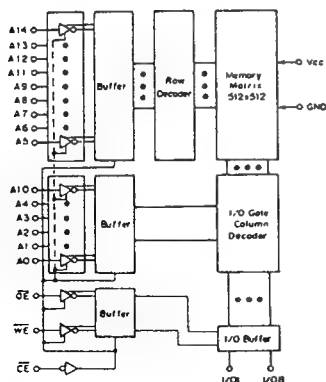 A14
A13
A12
A11
A9
A8
A7
A6
A5
Buffer
Row
Decoder
Memory
Matrix
512x512
Vcc
GND
A10
A4
A3
A2
A1
A0
Buffer
I/O Gate
Column
Decoder
OE
WE
CE
Buffer
I/O Buffer
I/O1
I/O8